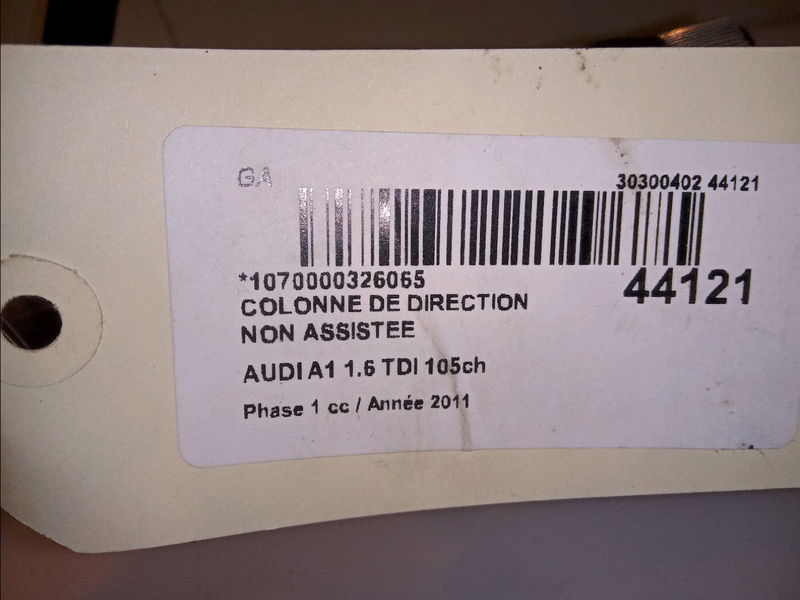 GA
30300402 44121
*1070000326065
44121
COLONNE DE DIRECTION
NON ASSISTEE
AUDI A1 1.6 TDI 105ch
Phase 1 cc / Année 2011